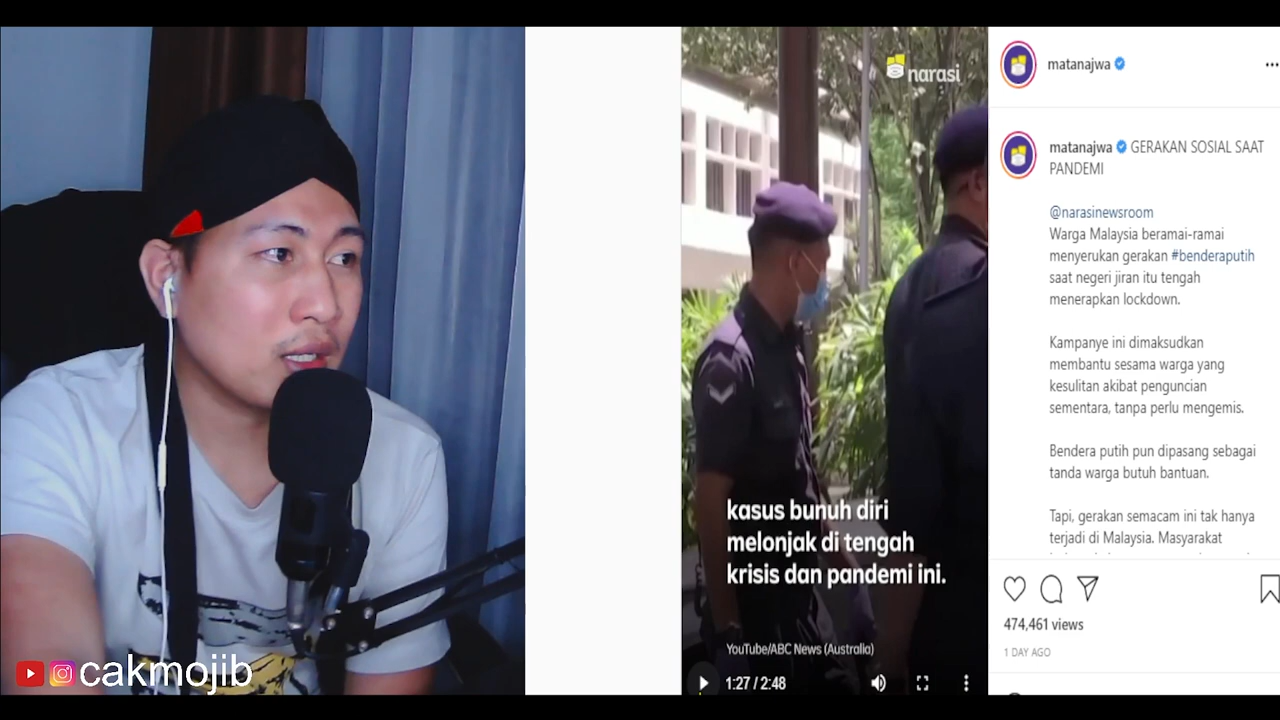 narasi
kasus bunuh diri
melonjak di tengah
krisis dan pandemi ini.
YouTube/ABC News (Australia)
1:27 / 2:48
cakmojib
matanajwa
matanajwa GERAKAN SOSIAL SAAT
PANDEMI
@narasinewsroom
Warga Malaysia beramai-ramai
menyerukan gerakan #benderaputih
saat negeri jiran itu tengah
menerapkan lockdown.
Kampanye ini dimaksudkan
membantu sesama warga yang
kesulitan akibat penguncian
sementara, tanpa perlu mengemis.
Bendera putih pun dipasang sebagai
tanda warga butuh bantuan.
Tapi, gerakan semacam ini tak hanya
terjadi di Malaysia. Masyarakat
474,461 views
1 DAY AGO